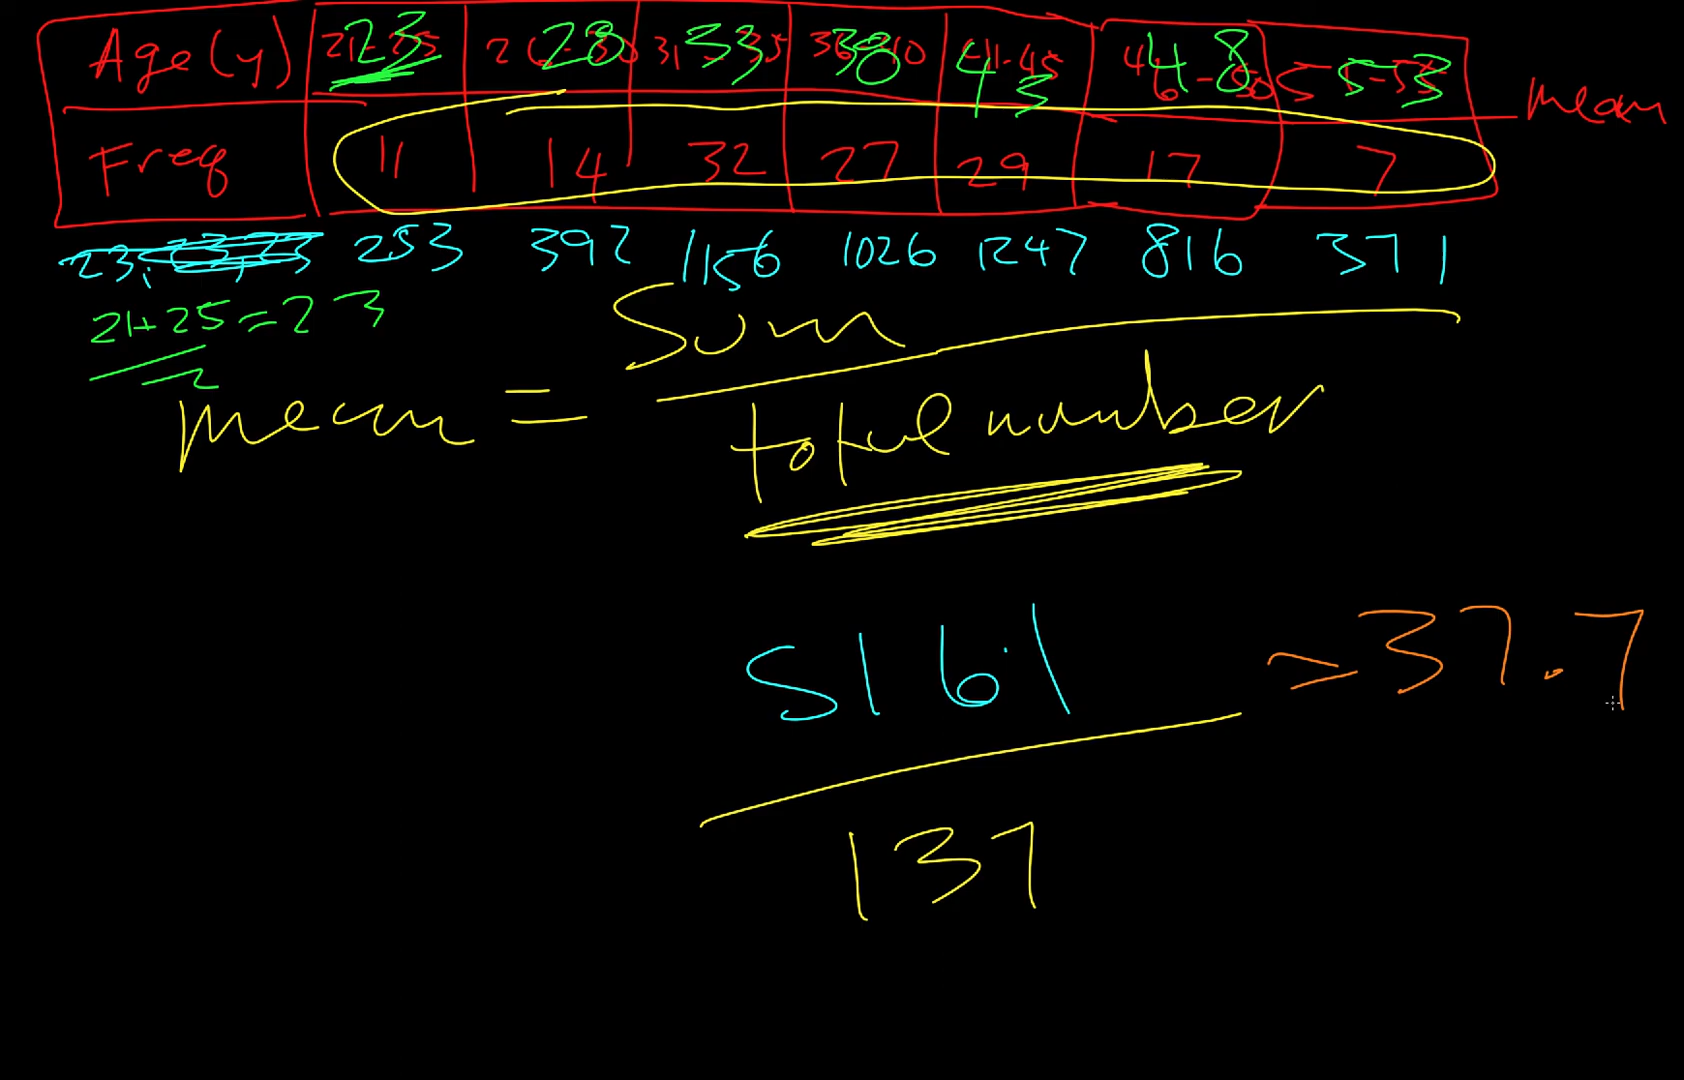 Age(y) 23 28 33 38 43 48 53
mean
Freq 11 14 32 27 29 17 7
253 392 1156 1026 1247 816 371
21+25 = 23
2
Sum
mean = total number
5161 = 37.7
137